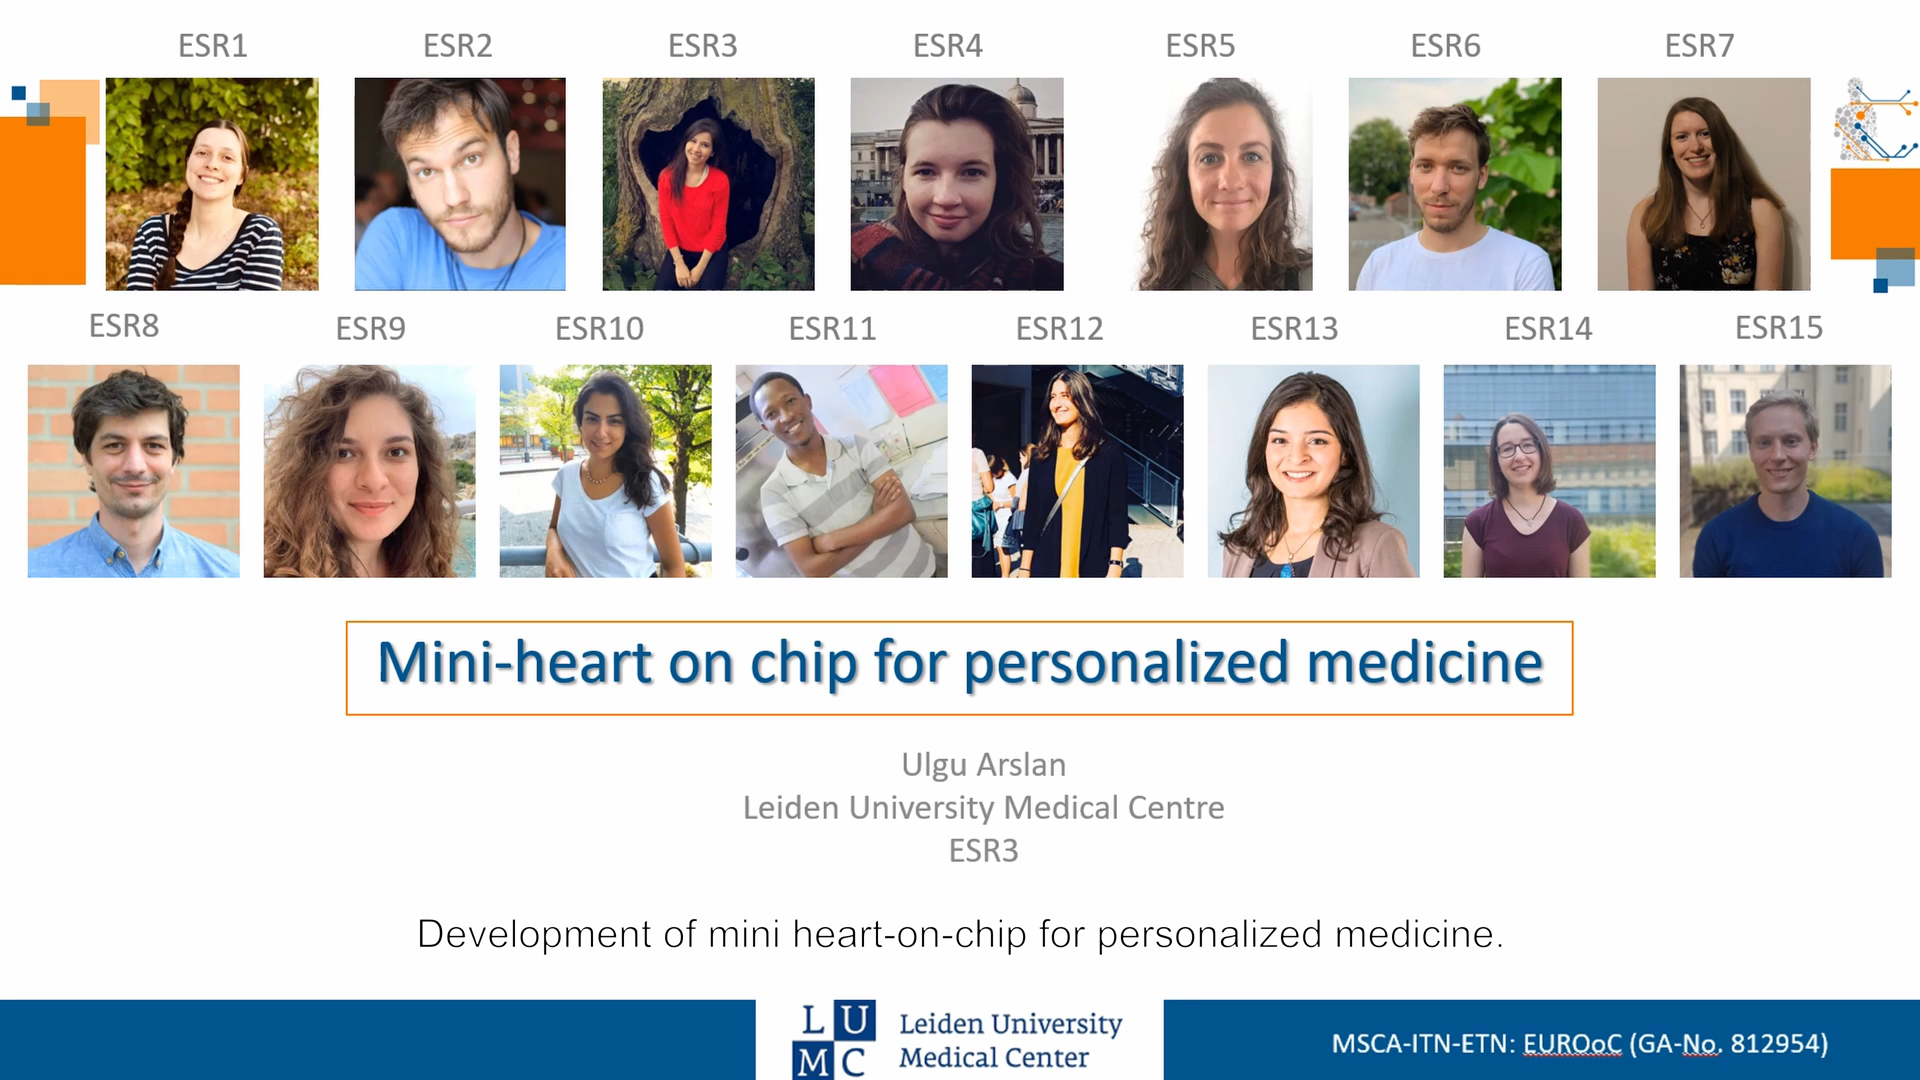 ESR1 ESR2 ESR3 ESR4 ESR5 ESR6 ESR7
ESR8 ESR9 ESR10 ESR11 ESR12 ESR13 ESR14 ESR15
Mini-heart on chip for personalized medicine
Ulgu Arslan
Leiden University Medical Centre
ESR3
Development of mini heart-on-chip for personalized medicine.
LU
MC
Leiden University
Medical Center
MSCA-ITN-ETN: EUROoC (GA-No. 812954)